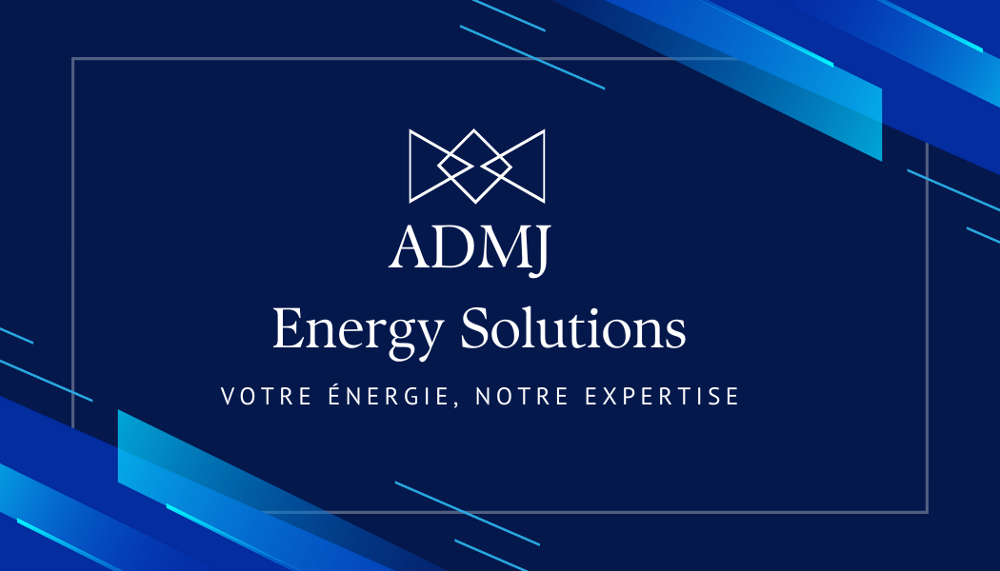 ADMJ
Energy Solutions
VOTRE ÉNERGIE, NOTRE EXPERTISE